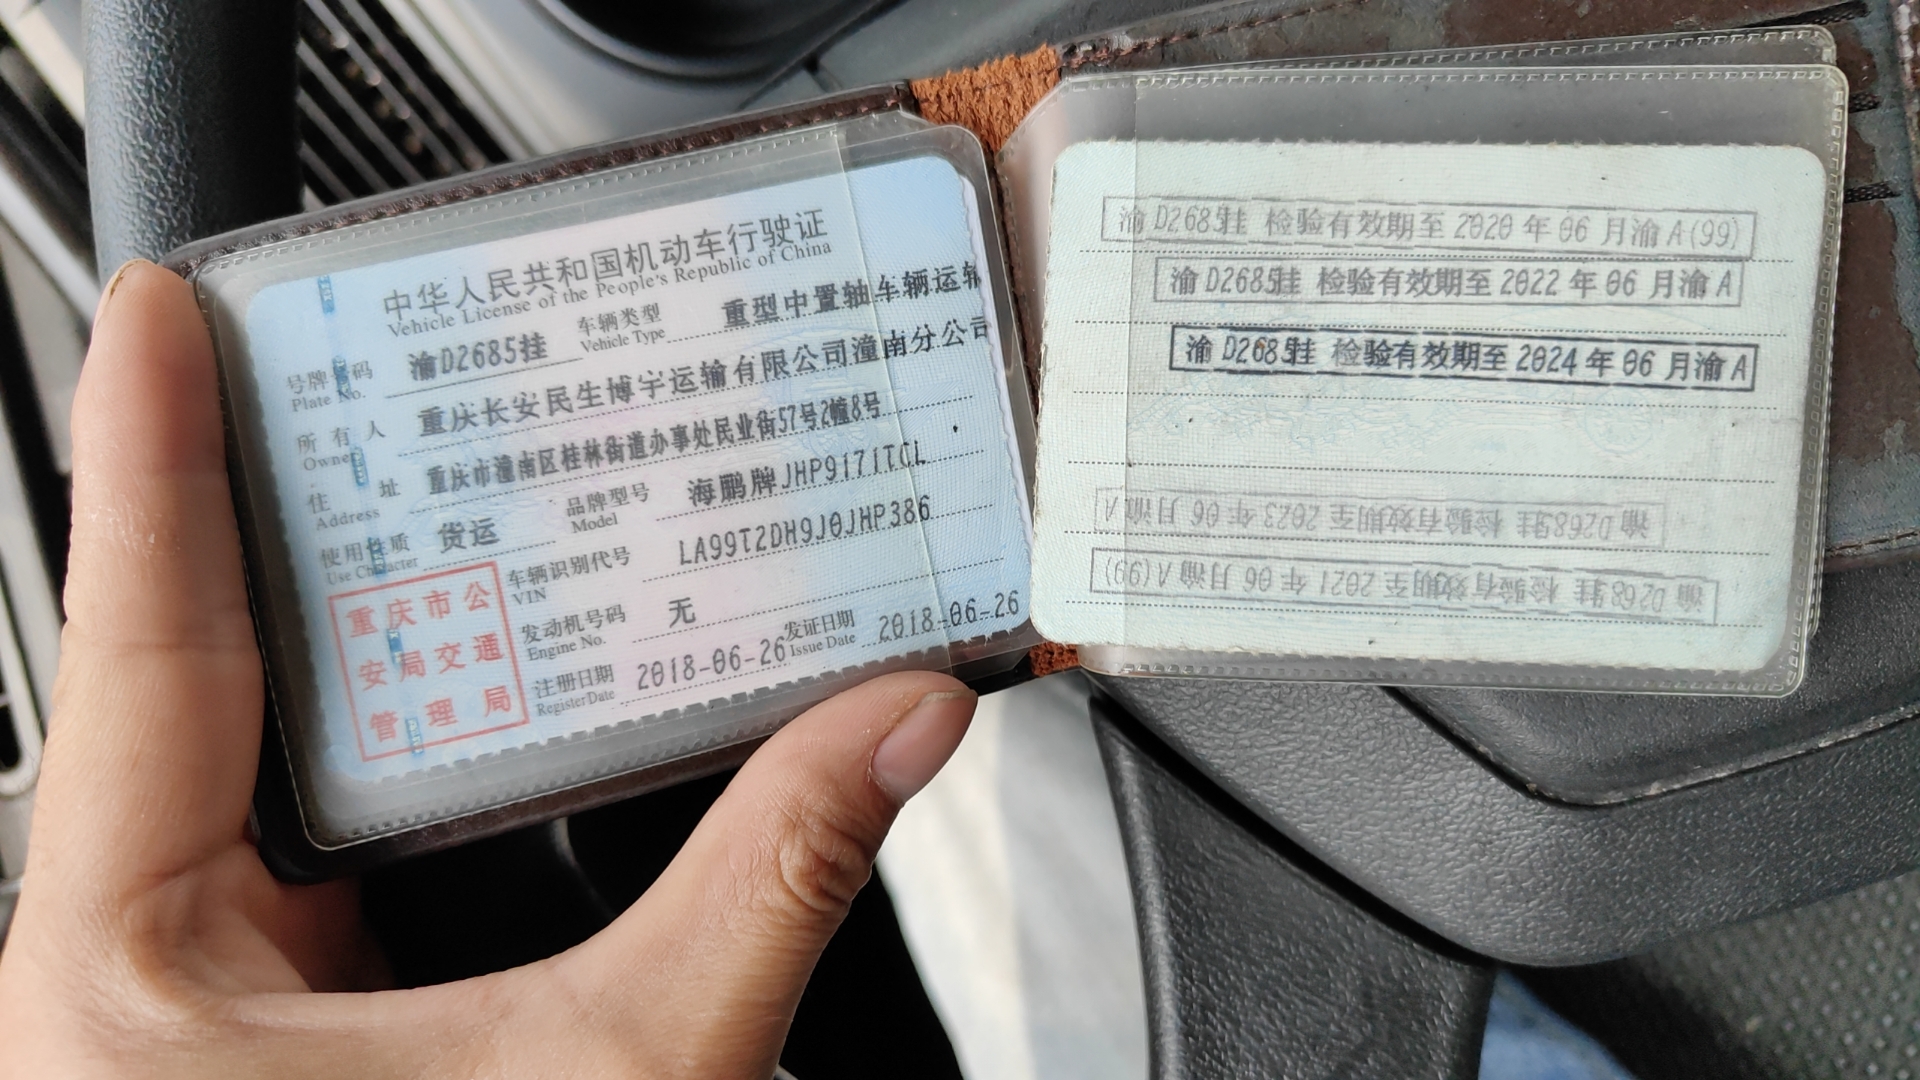 中华人民共和国机动车行驶证
Vehicle License of the People's Republic of China
号牌号码 渝D2685挂 车辆类型 重型中置轴车辆运输
Plate No. Vehicle Type
所有人 重庆长安民生博宇运输有限公司潼南分公司
Owner
住址 重庆市潼南区桂林街道办事处民业街57号2幢8号
Address
使用性质 货运 品牌型号 海鹏牌JHP9171TCL
Use Character Model
车辆识别代号 LA99T2DH9J0JHP386
VIN
发动机号码 无
Engine No.
注册日期 2018-06-26 发证日期 2018-06-26
Register Date Issue Date
重庆市公
安局交通
管理局
渝D2685挂 检验有效期至2020年06月渝A(99)
渝D2685挂 检验有效期至2022年06月渝A
渝D2685挂 检验有效期至2024年06月渝A
渝D2685挂 检验有效期至2023年06月渝A
渝D2685挂 检验有效期至2021年06月渝A(99)